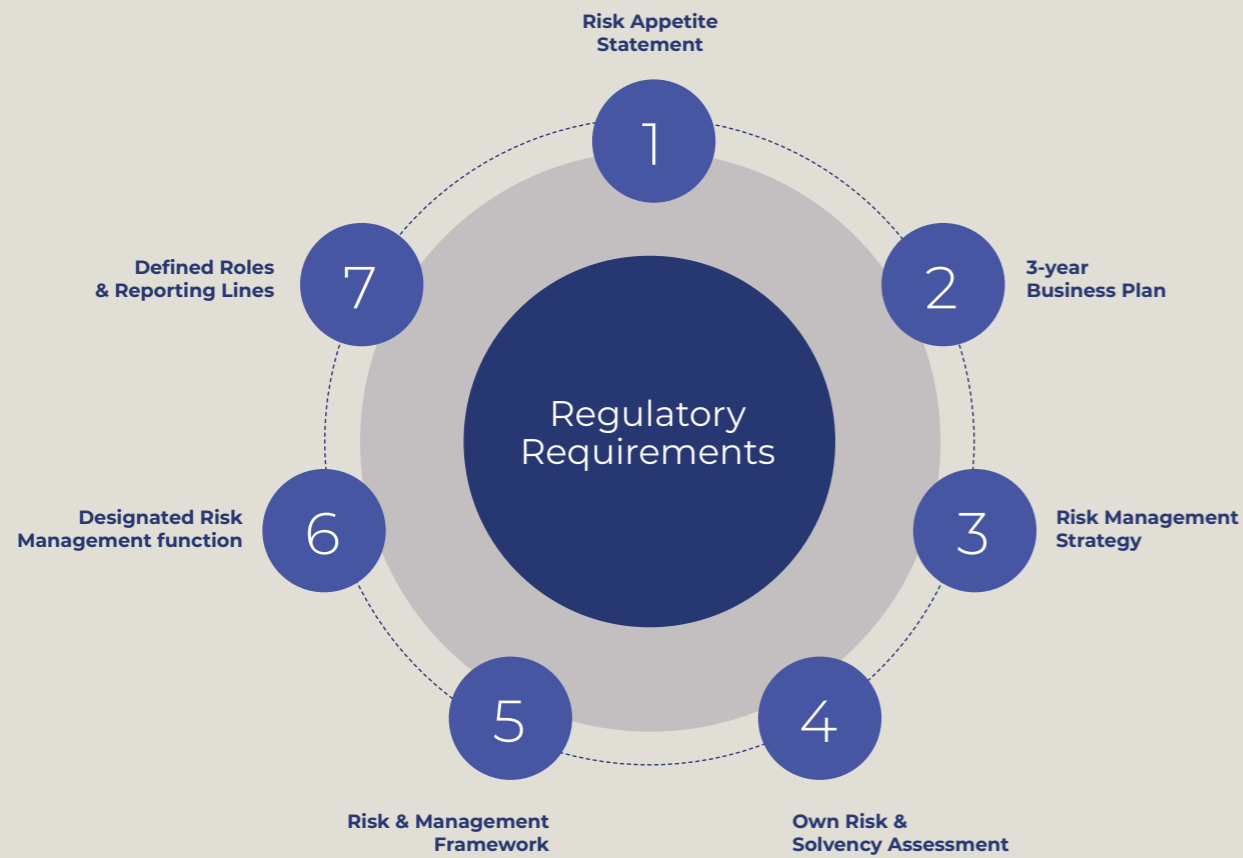 Risk Appetite
Statement
1
2
3-year
Business Plan
3
Risk Management
Strategy
4
Own Risk &
Solvency Assessment
5
Risk & Management
Framework
6
Designated Risk
Management function
7
Defined Roles
& Reporting Lines
Regulatory
Requirements